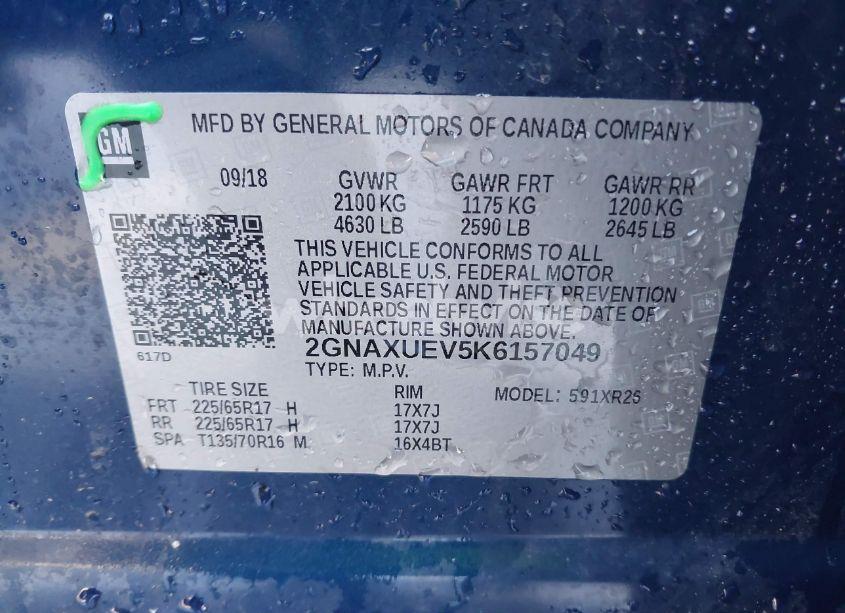 GM
MFD BY GENERAL MOTORS OF CANADA COMPANY
09/18 GVWR GAWR FRT GAWR RR
2100 KG 1175 KG 1200 KG
4630 LB 2590 LB 2645 LB
THIS VEHICLE CONFORMS TO ALL
APPLICABLE U.S. FEDERAL MOTOR
VEHICLE SAFETY AND THEFT PREVENTION
STANDARDS IN EFFECT ON THE DATE OF
MANUFACTURE SHOWN ABOVE.
617D 2GNAXUEV5K6157049
TYPE: M.P.V.
TIRE SIZE RIM MODEL: 591XR26
FRT 225/65R17 H 17X7J
RR 225/65R17 H 17X7J
SPA T135/70R16 M 16X4BT